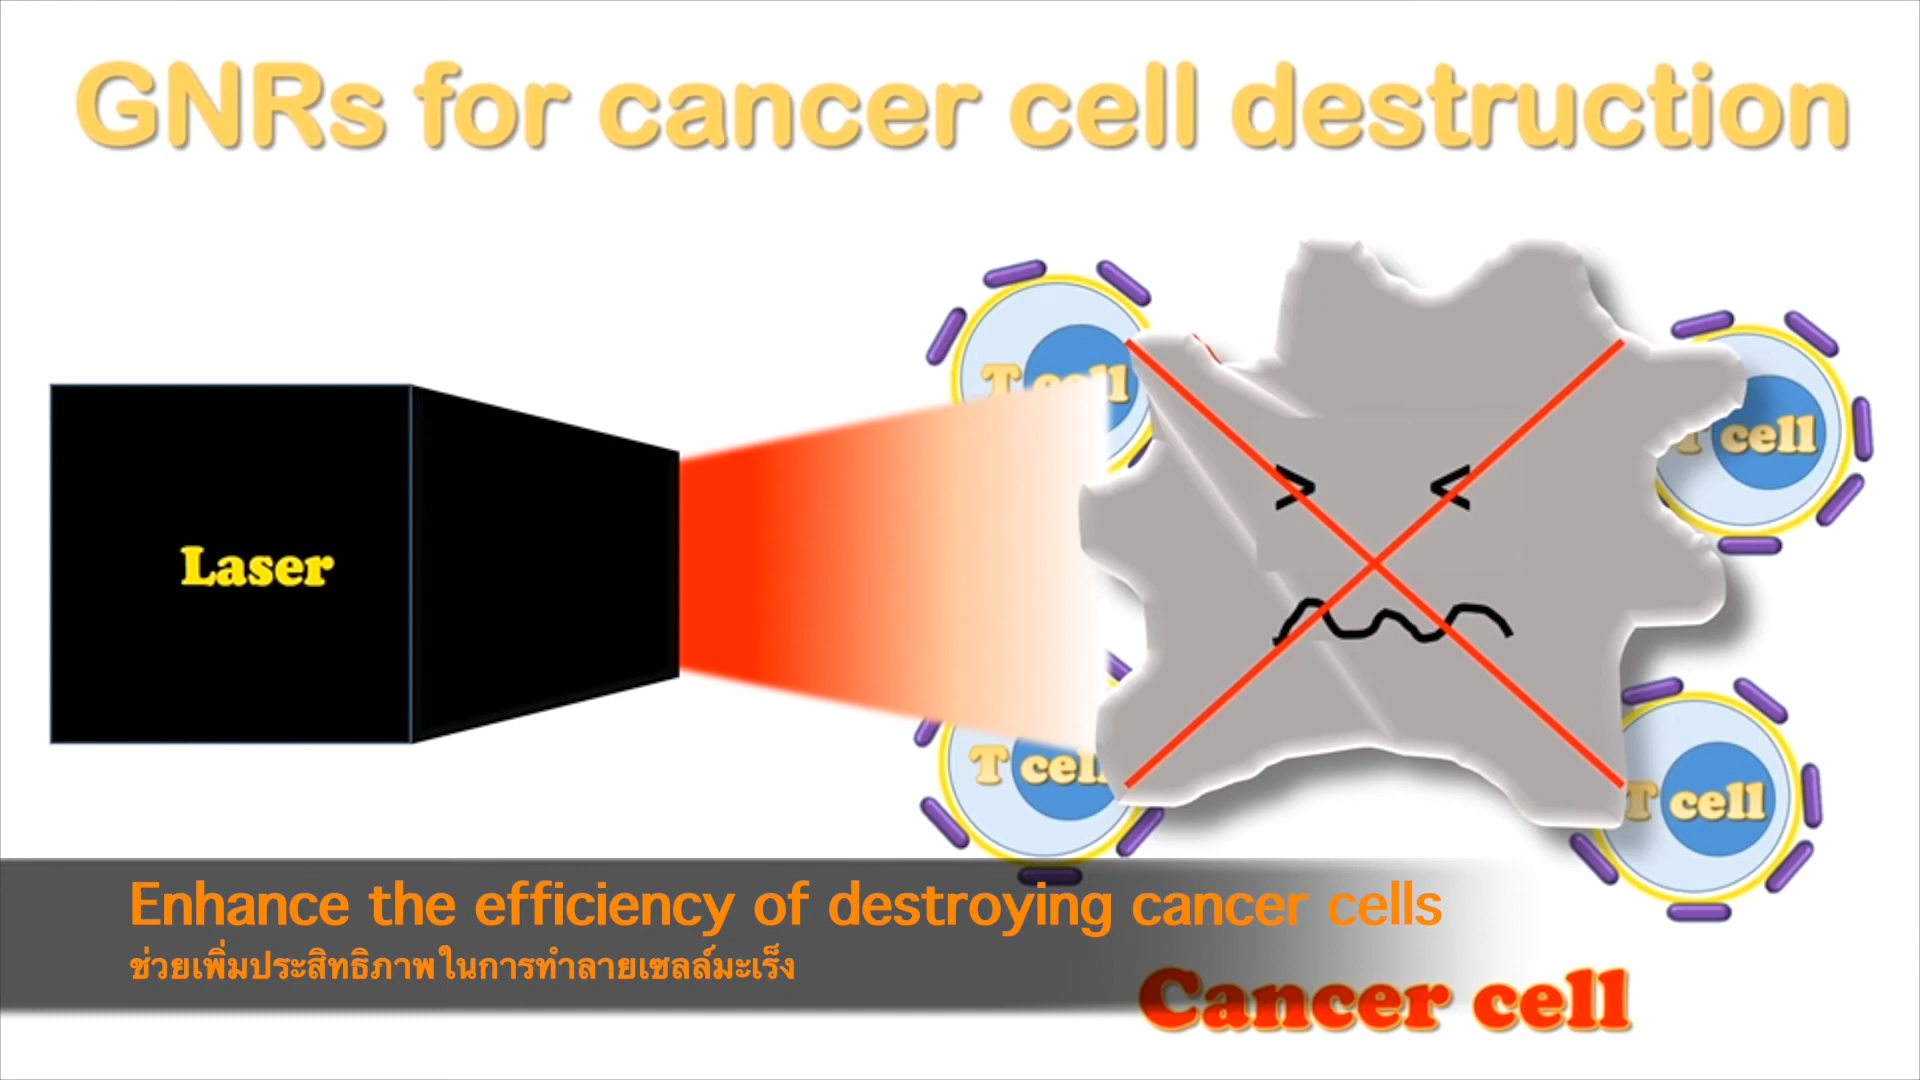 GNRs for cancer cell destruction
T cell
T cell
Laser
T cell
T cell
Enhance the efficiency of destroying cancer cells
ช่วยเพิ่มประสิทธิภาพในการทำลายเซลล์มะเร็ง
Cancer cell